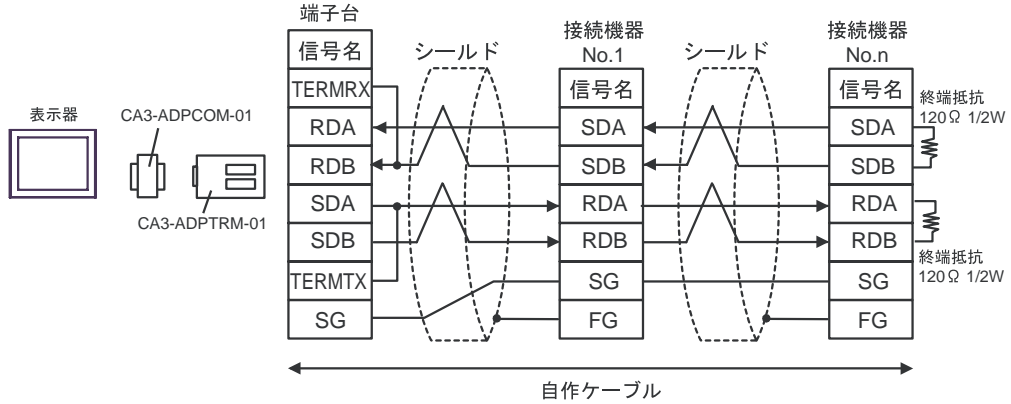 表示器
CA3-ADPCOM-01
CA3-ADPTRM-01
端子台
信号名
TERMRX
RDA
RDB
SDA
SDB
TERMTX
SG
シールド
接続機器
No.1
信号名
SDA
SDB
RDA
RDB
SG
FG
シールド
接続機器
No.n
信号名
SDA
SDB
RDA
RDB
SG
FG
終端抵抗
120Ω 1/2W
終端抵抗
120Ω 1/2W
自作ケーブル